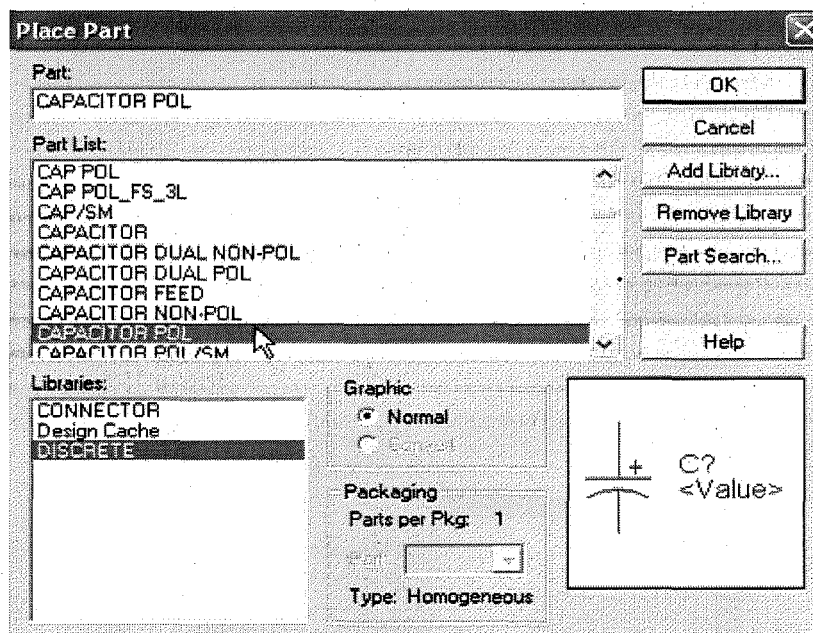 Place Part
Part:
CAPACITOR POL
Part List:
CAP POL
CAP POL_FS_3L
CAP/SM
CAPACITOR
CAPACITOR DUAL NON-POL
CAPACITOR DUAL POL
CAPACITOR FEED
CAPACITOR NON-POL
CAPACITOR POL
CAPACITOR POL/SM
OK
Cancel
Add Library...
Remove Library
Part Search...
Help
Libraries:
CONNECTOR
Design Cache
DISCRETE
Graphic
Normal
Packaging
Parts per Pkg: 1
Part:
Type: Homogeneous
+
C?
<Value>